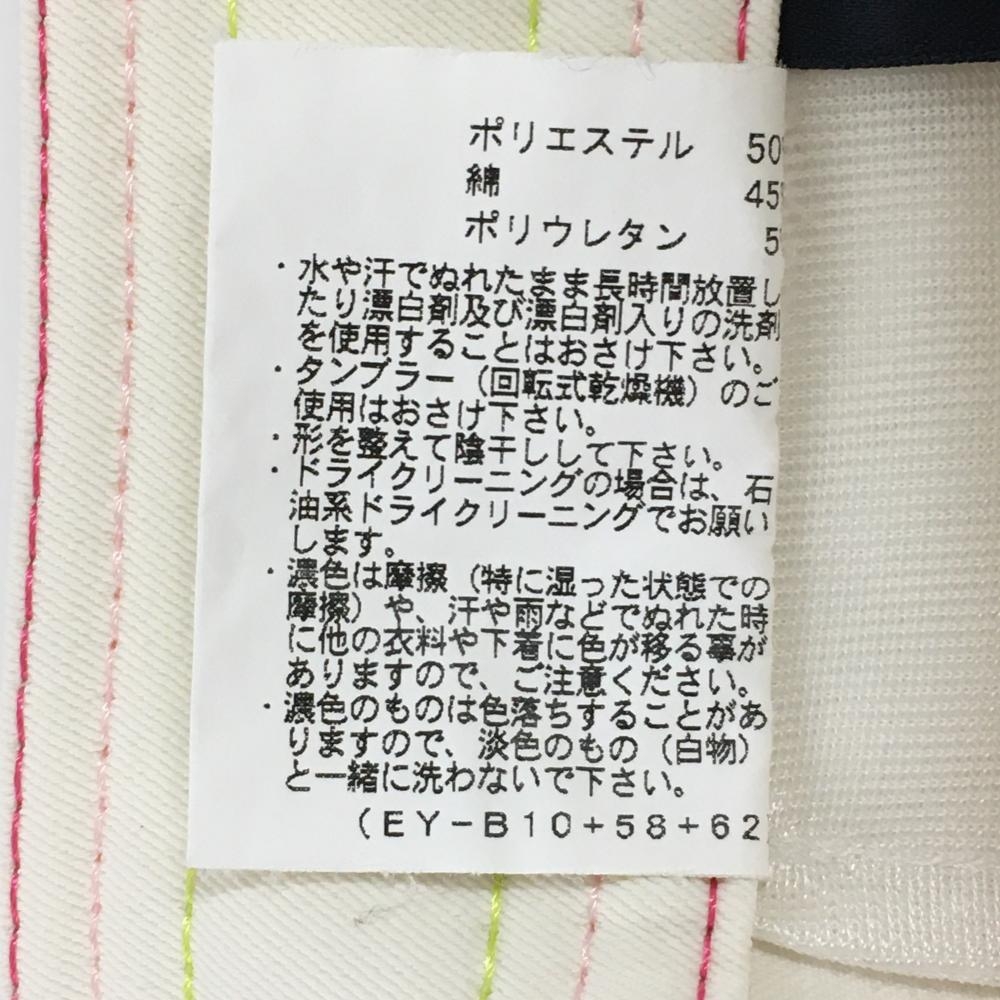 ポリエステル 50
綿 45
ポリウレタン 5
・水や汗でぬれたまま長時間放置し
たり漂白剤及び漂白剤入りの洗剤
を使用することはおさけ下さい。
・タンブラー（回転式乾燥機）のご
使用はおさけ下さい。
・形を整えて陰干しして下さい。
・ドライクリーニングの場合は、石
油系ドライクリーニングでお願い
します。
・濃色は摩擦（特に湿った状態での
摩擦）や、汗や雨などでぬれた時
に他の衣料や下着に色が移る事が
ありますので、ご注意ください。
・濃色のものは色落ちすることがあ
りますので、淡色のもの（白物）
と一緒に洗わないで下さい。
（EY-B10+58+62